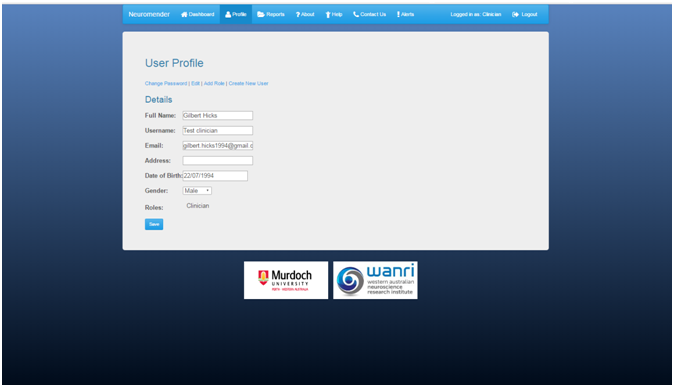 Neuromender Dashboard Profile Reports About Help Contact Us Alerts Logged in as: Clinician Logout
User Profile
Change Password | Edit | Add Role | Create New User
Details
Full Name: Gilbert Hicks
Username: Test clinician
Email: gilbert.hicks1994@gmail.c
Address:
Date of Birth: 22/07/1994
Gender: Male
Roles: Clinician
Save
Murdoch
UNIVERSITY
PERTH, WESTERN AUSTRALIA
wanri
western australian
neuroscience
research institute